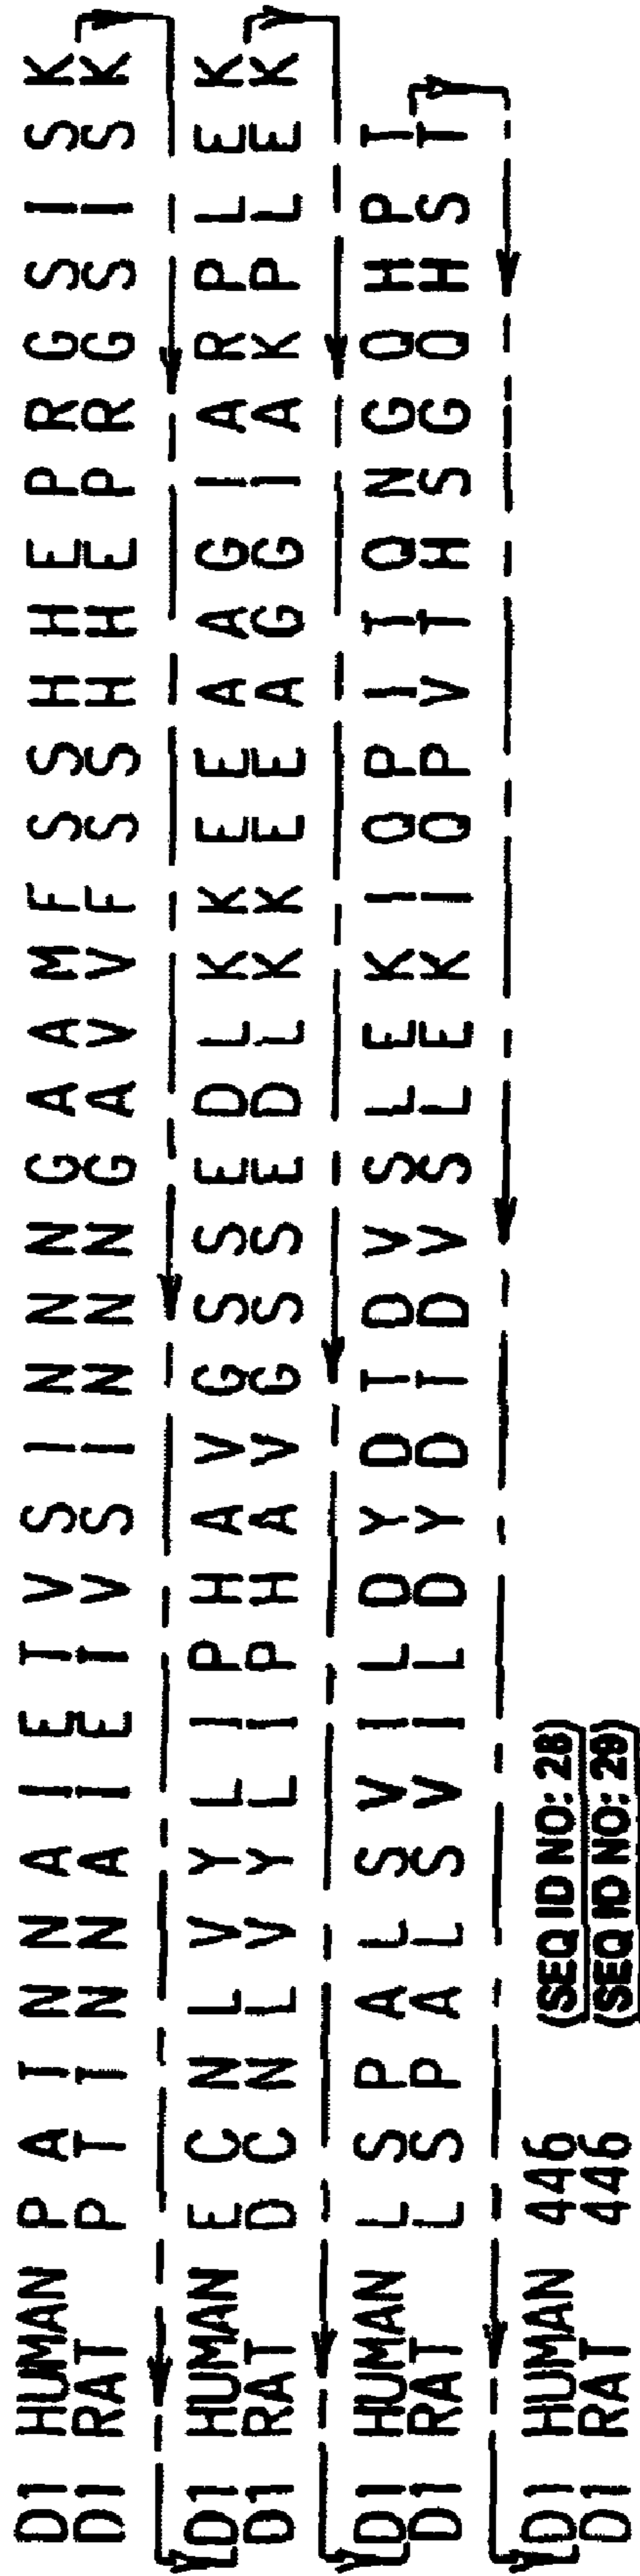 D1 HUMAN P A T N N A I E T V S I N N N G A A M F S S H H E P R G S I S K
D1 RAT P T T N N A I E T V S I N N N G A V V F S S H H E P R G S I S K
D1 HUMAN E C N L V Y L I P H A V G S S E D L K K E E A A G I A R P L E K
D1 RAT D C N L V Y L I P H A V G S S E D L K K E E A G G I A K P L E K
D1 HUMAN L S P A L S V I L D Y D T D V S L E K I Q P I T Q N G Q H P T
D1 RAT L S P A L S V I L D Y D T D V S L E K I Q P V T H S G Q H S T
D1 HUMAN 446 (SEQ ID NO: 28)
D1 RAT 446 (SEQ ID NO: 29)